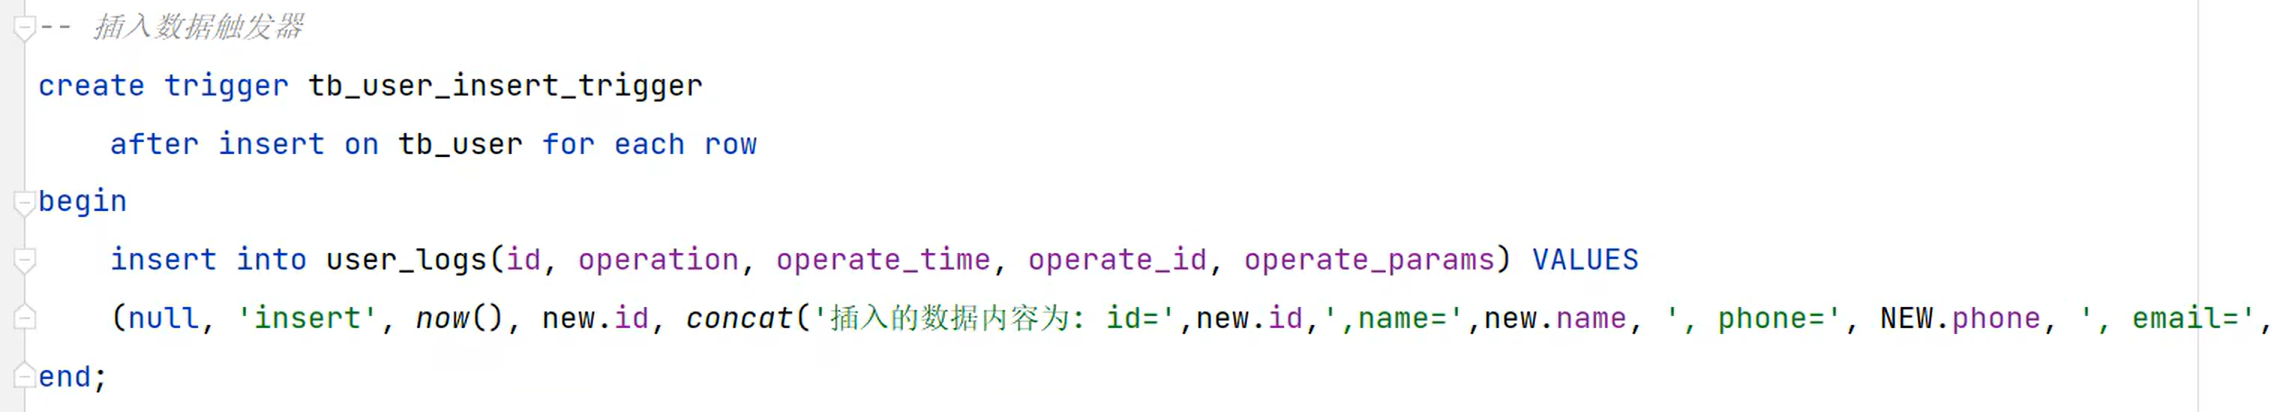 -- 插入数据触发器
create trigger tb_user_insert_trigger
after insert on tb_user for each row
begin
insert into user_logs(id, operation, operate_time, operate_id, operate_params) VALUES
(null, 'insert', now(), new.id, concat('插入的数据内容为: id=',new.id,',name=',new.name, ', phone=', NEW.phone, ', email=',
end;